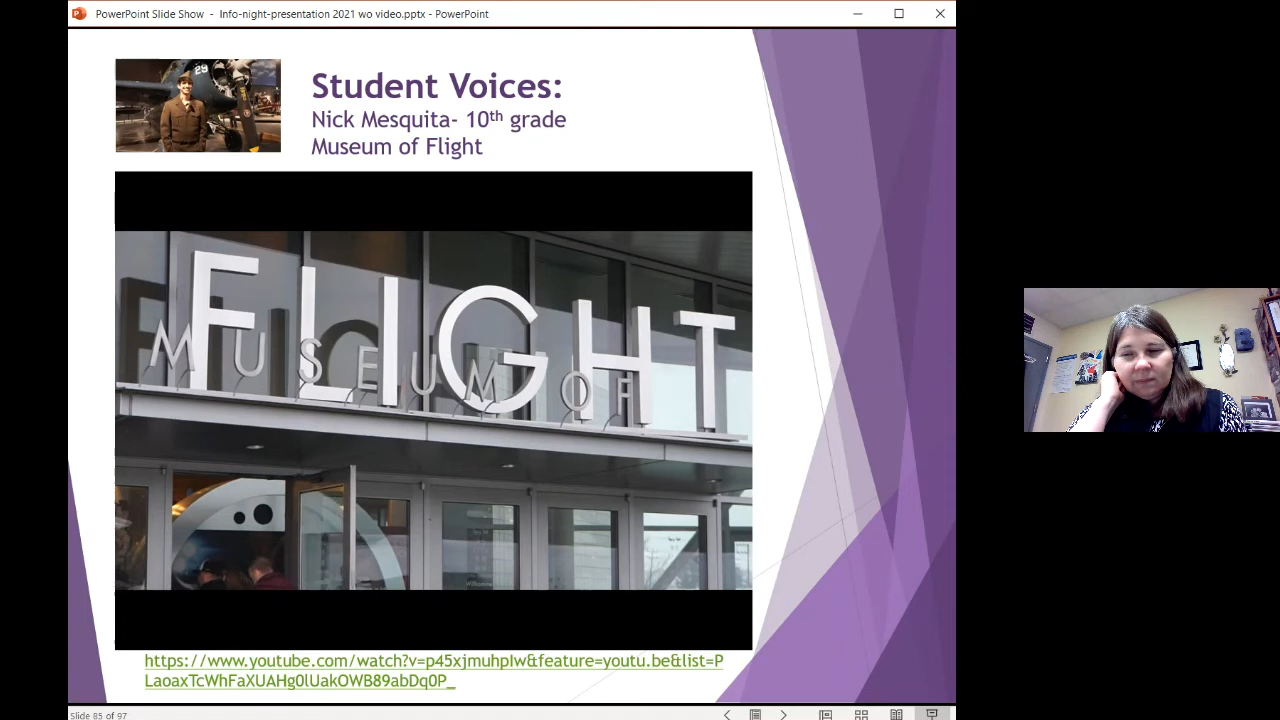 PowerPoint Slide Show - Info-night-presentation 2021 wo video.pptx - PowerPoint
29
Student Voices:
Nick Mesquita- 10th grade
Museum of Flight
FLIGHT
MUSEUM OF
https://www.youtube.com/watch?v=p45xjmuhpIw&feature=youtu.be&list=P
LaoaxTcWhFaXUAHg0lUakOWB89abDq0P_
Slide 85 of 97